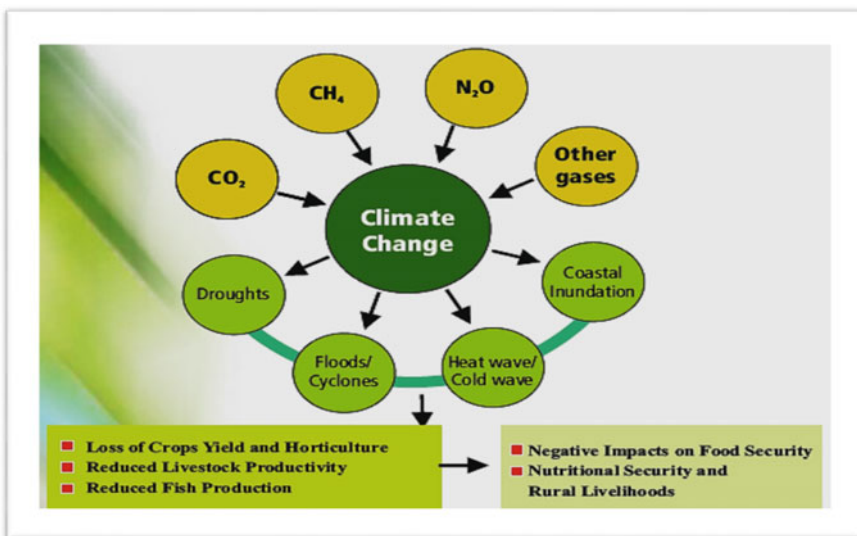 CH₄
N₂O
CO₂
Other
gases
Climate
Change
Droughts
Coastal
Inundation
Floods/
Cyclones
Heat wave/
Cold wave
Loss of Crops Yield and Horticulture
Reduced Livestock Productivity
Reduced Fish Production
Negative Impacts on Food Security
Nutritional Security and
Rural Livelihoods